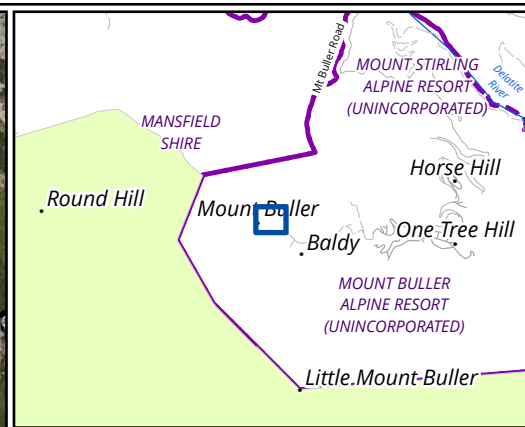 Mt Buller Road
MOUNT STIRLING
ALPINE RESORT
(UNINCORPORATED)
Delatite
River
MANSFIELD
SHIRE
Horse Hill
Round Hill
Mount Buller
One Tree Hill
Baldy
MOUNT BULLER
ALPINE RESORT
(UNINCORPORATED)
Little Mount Buller